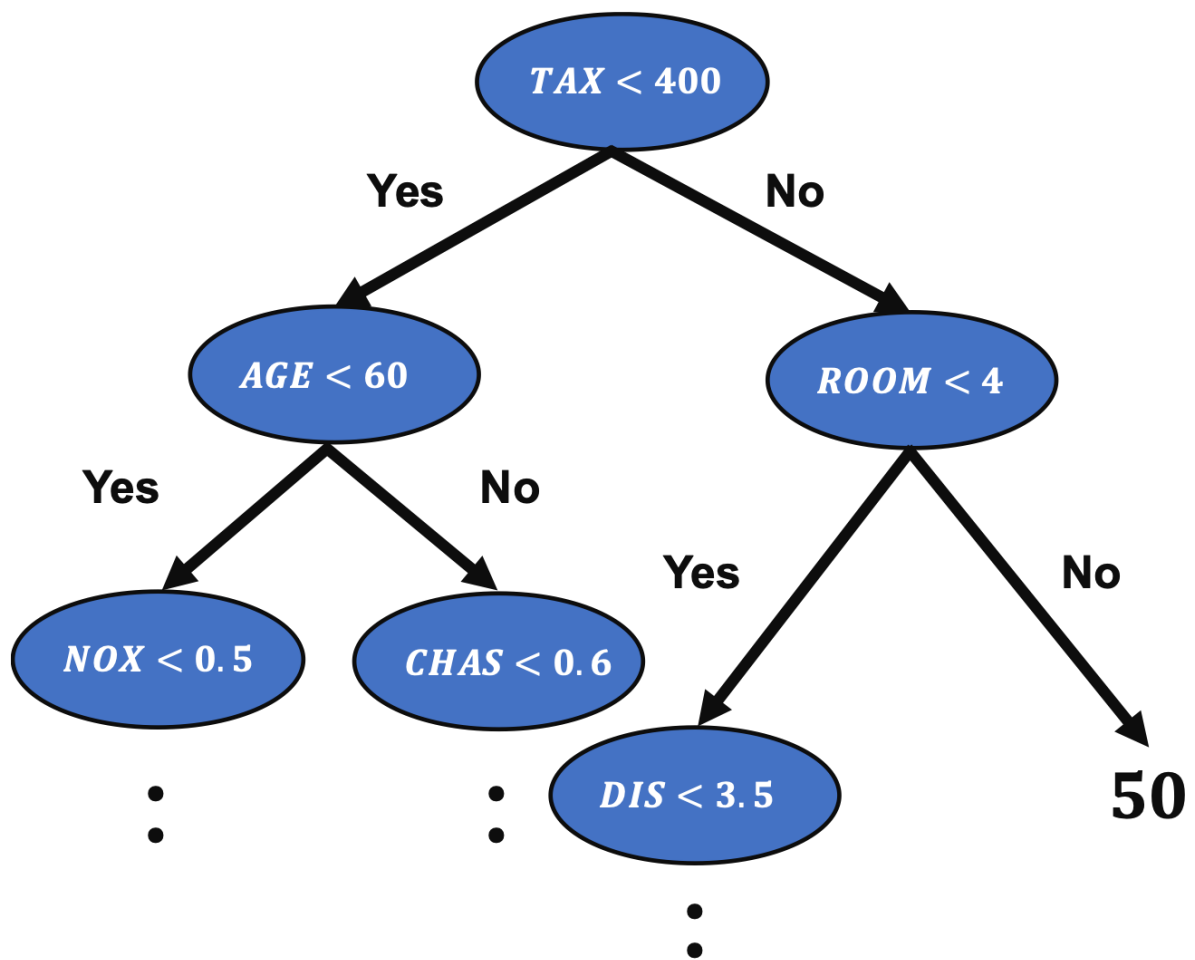 TAX < 400
Yes
No
AGE < 60
ROOM < 4
Yes
No
Yes
No
NOX < 0.5
CHAS < 0.6
DIS < 3.5
50